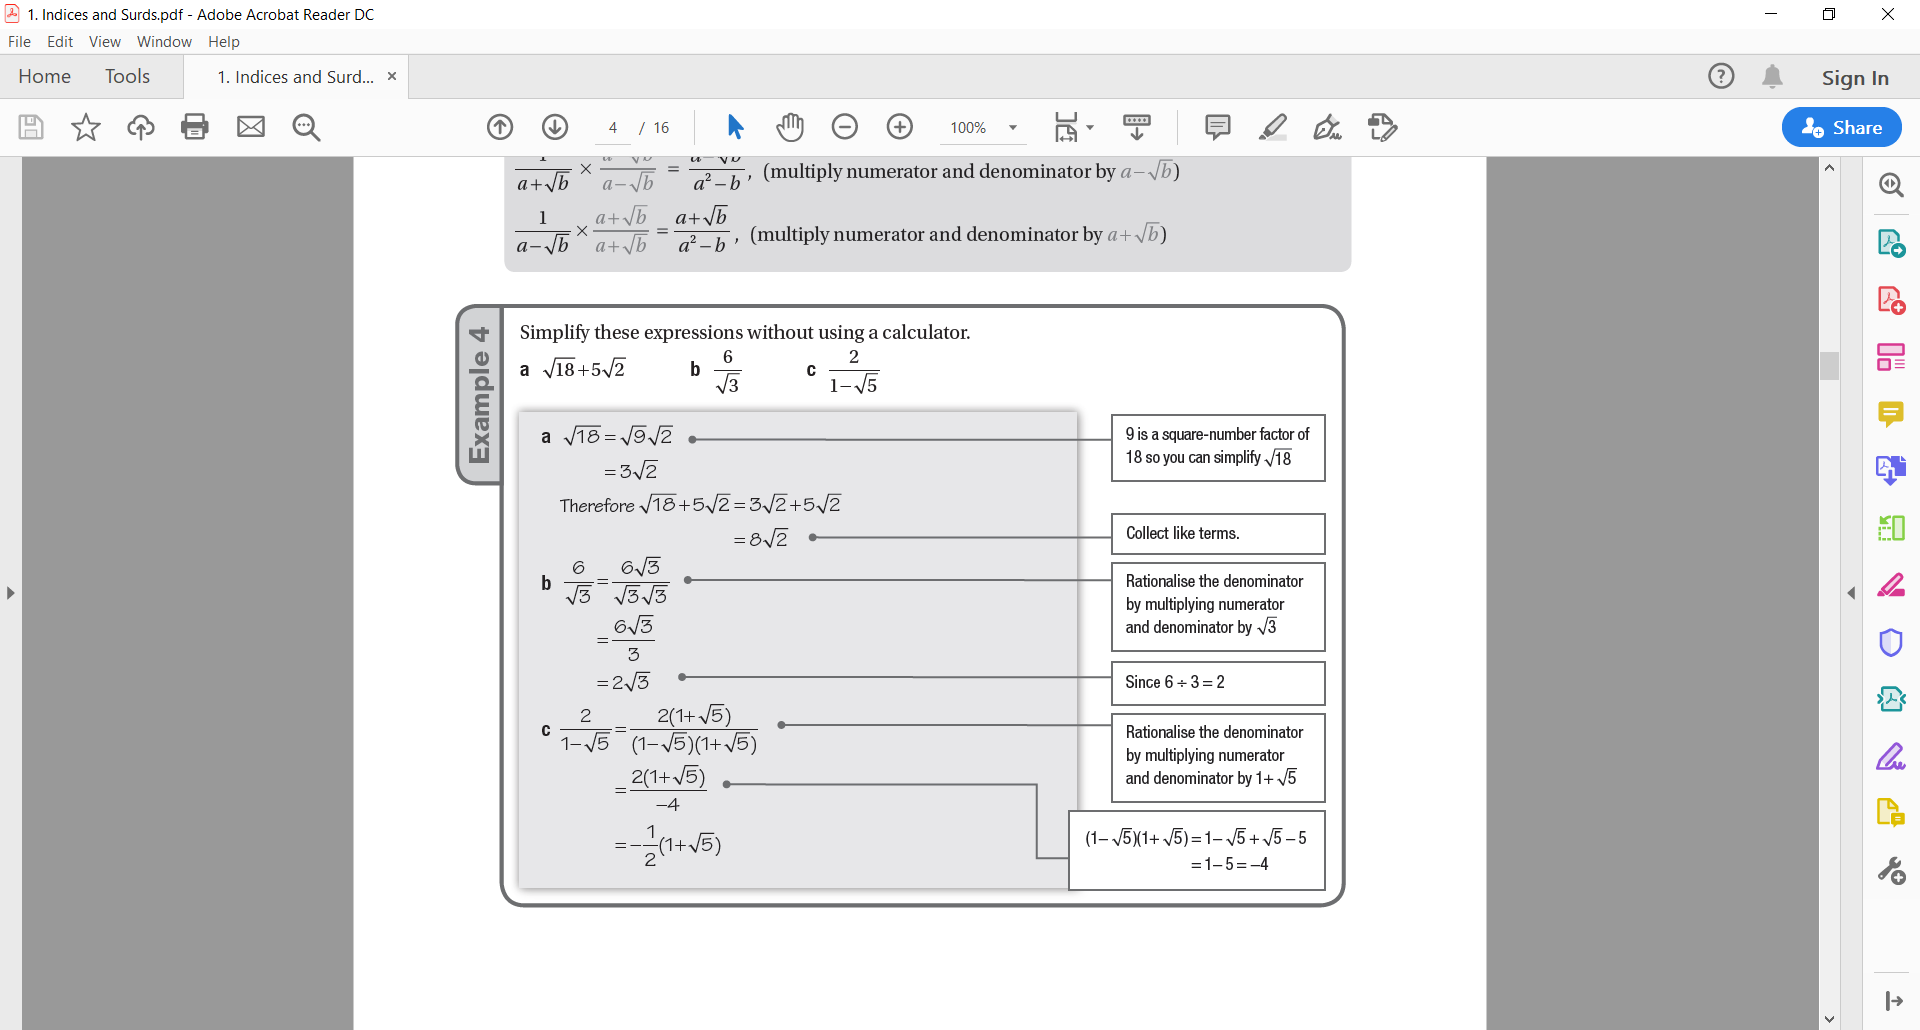 1. Indices and Surds.pdf - Adobe Acrobat Reader DC
File Edit View Window Help
Home Tools 1. Indices and Surd... × Sign In
4 / 16 100% Share
1/(a+√b) × (a−√b)/(a−√b) = (a−√b)/(a²−b), (multiply numerator and denominator by a−√b)
1/(a−√b) × (a+√b)/(a+√b) = (a+√b)/(a²−b), (multiply numerator and denominator by a+√b)
Example 4
Simplify these expressions without using a calculator.
a √18+5√2 b 6/√3 c 2/(1−√5)
a √18 = √9√2
9 is a square-number factor of
18 so you can simplify √18
= 3√2
Therefore √18+5√2 = 3√2+5√2
= 8√2
Collect like terms.
b 6/√3 = 6√3/(√3√3)
Rationalise the denominator
by multiplying numerator
and denominator by √3
= 6√3/3
= 2√3
Since 6 ÷ 3 = 2
c 2/(1−√5) = 2(1+√5)/((1−√5)(1+√5))
Rationalise the denominator
by multiplying numerator
and denominator by 1+√5
= 2(1+√5)/−4
(1−√5)(1+√5) = 1−√5+√5−5
= 1−5 = −4
= −1/2(1+√5)